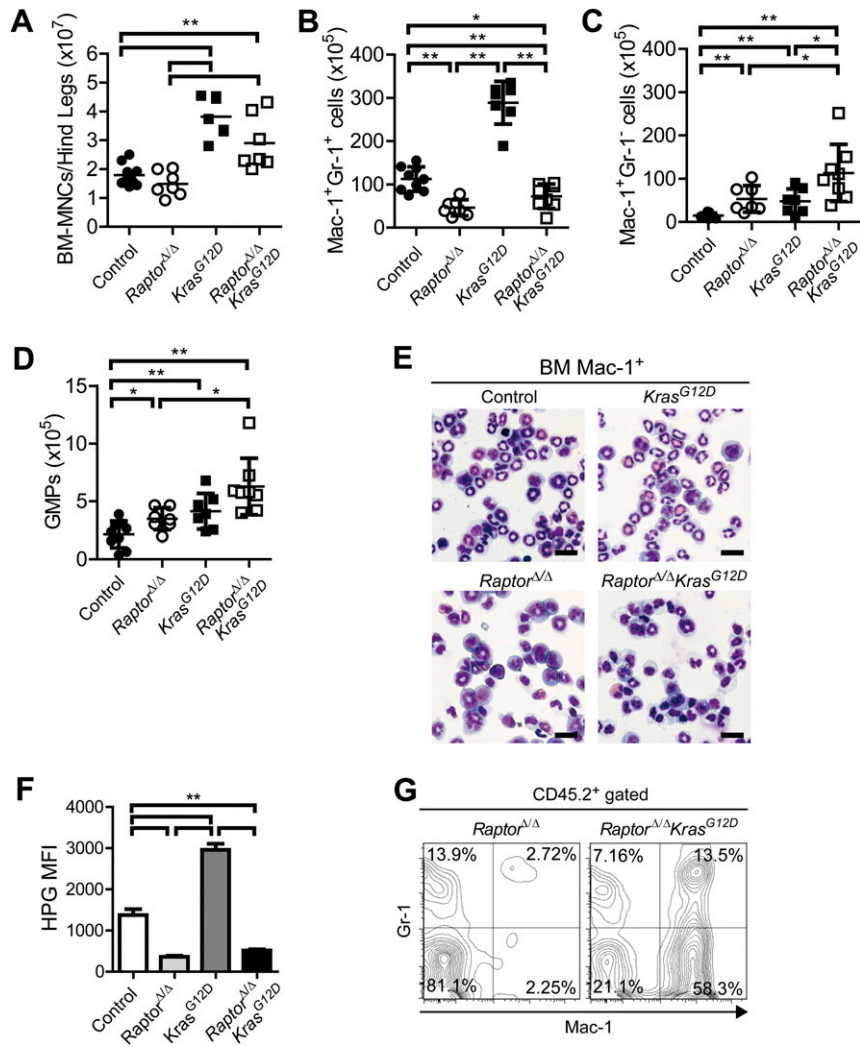 A
BM-MNCs/Hind Legs (x10⁷)
**
6
5
4
3
2
1
0
Control
Raptor^Δ/Δ
Kras^G12D
Raptor^Δ/Δ
Kras^G12D
B
Mac-1⁺Gr-1⁺ cells (x10⁵)
*
**
** ** **
400
300
200
100
0
Control
Raptor^Δ/Δ
Kras^G12D
Raptor^Δ/Δ
Kras^G12D
C
Mac-1⁺Gr-1⁻ cells (x10⁵)
**
** *
** *
400
300
200
100
0
Control
Raptor^Δ/Δ
Kras^G12D
Raptor^Δ/Δ
Kras^G12D
D
GMPs (x10⁵)
**
**
* *
15
10
5
0
Control
Raptor^Δ/Δ
Kras^G12D
Raptor^Δ/Δ
Kras^G12D
E
BM Mac-1⁺
Control Kras^G12D
Raptor^Δ/Δ Raptor^Δ/ΔKras^G12D
F
HPG MFI
**
4000
3000
2000
1000
0
Control
Raptor^Δ/Δ
Kras^G12D
Raptor^Δ/Δ
Kras^G12D
G
CD45.2⁺ gated
Raptor^Δ/Δ Raptor^Δ/ΔKras^G12D
13.9% 2.72% 7.16% 13.5%
Gr-1
81.1% 2.25% 21.1% 58.3%
Mac-1